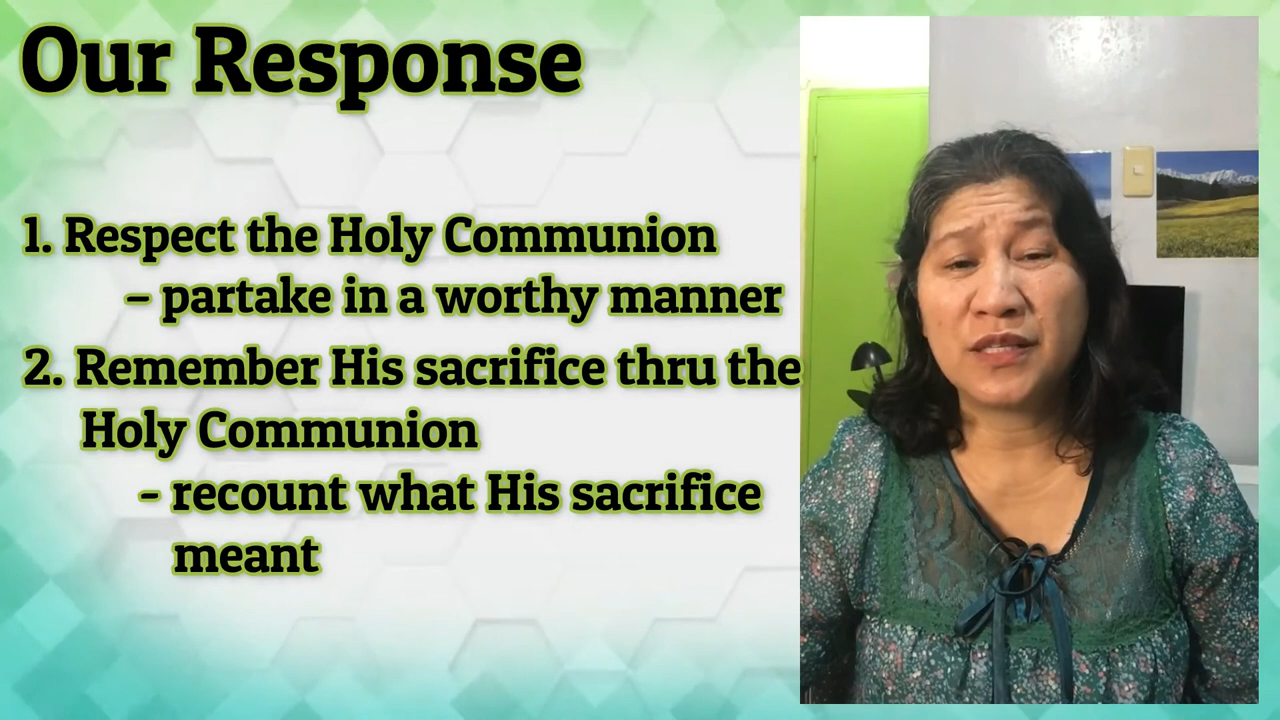 Our Response
1. Respect the Holy Communion
– partake in a worthy manner
2. Remember His sacrifice thru the
Holy Communion
- recount what His sacrifice
meant